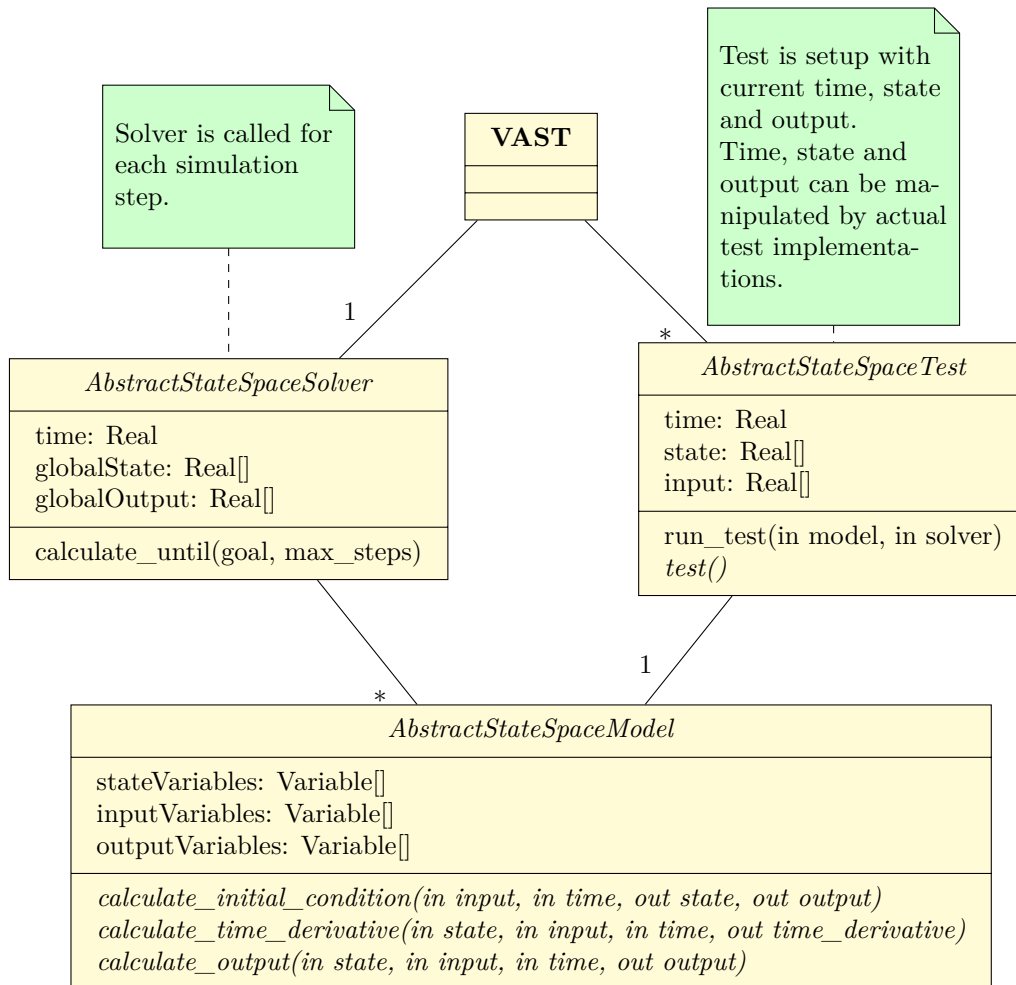 Test is setup with
current time, state
and output.
Time, state and
output can be ma-
nipulated by actual
test implementa-
tions.
Solver is called for
each simulation
step.
VAST
1
*
AbstractStateSpaceSolver
time: Real
globalState: Real[]
globalOutput: Real[]
calculate_until(goal, max_steps)
AbstractStateSpaceTest
time: Real
state: Real[]
input: Real[]
run_test(in model, in solver)
test()
*
1
AbstractStateSpaceModel
stateVariables: Variable[]
inputVariables: Variable[]
outputVariables: Variable[]
calculate_initial_condition(in input, in time, out state, out output)
calculate_time_derivative(in state, in input, in time, out time_derivative)
calculate_output(in state, in input, in time, out output)